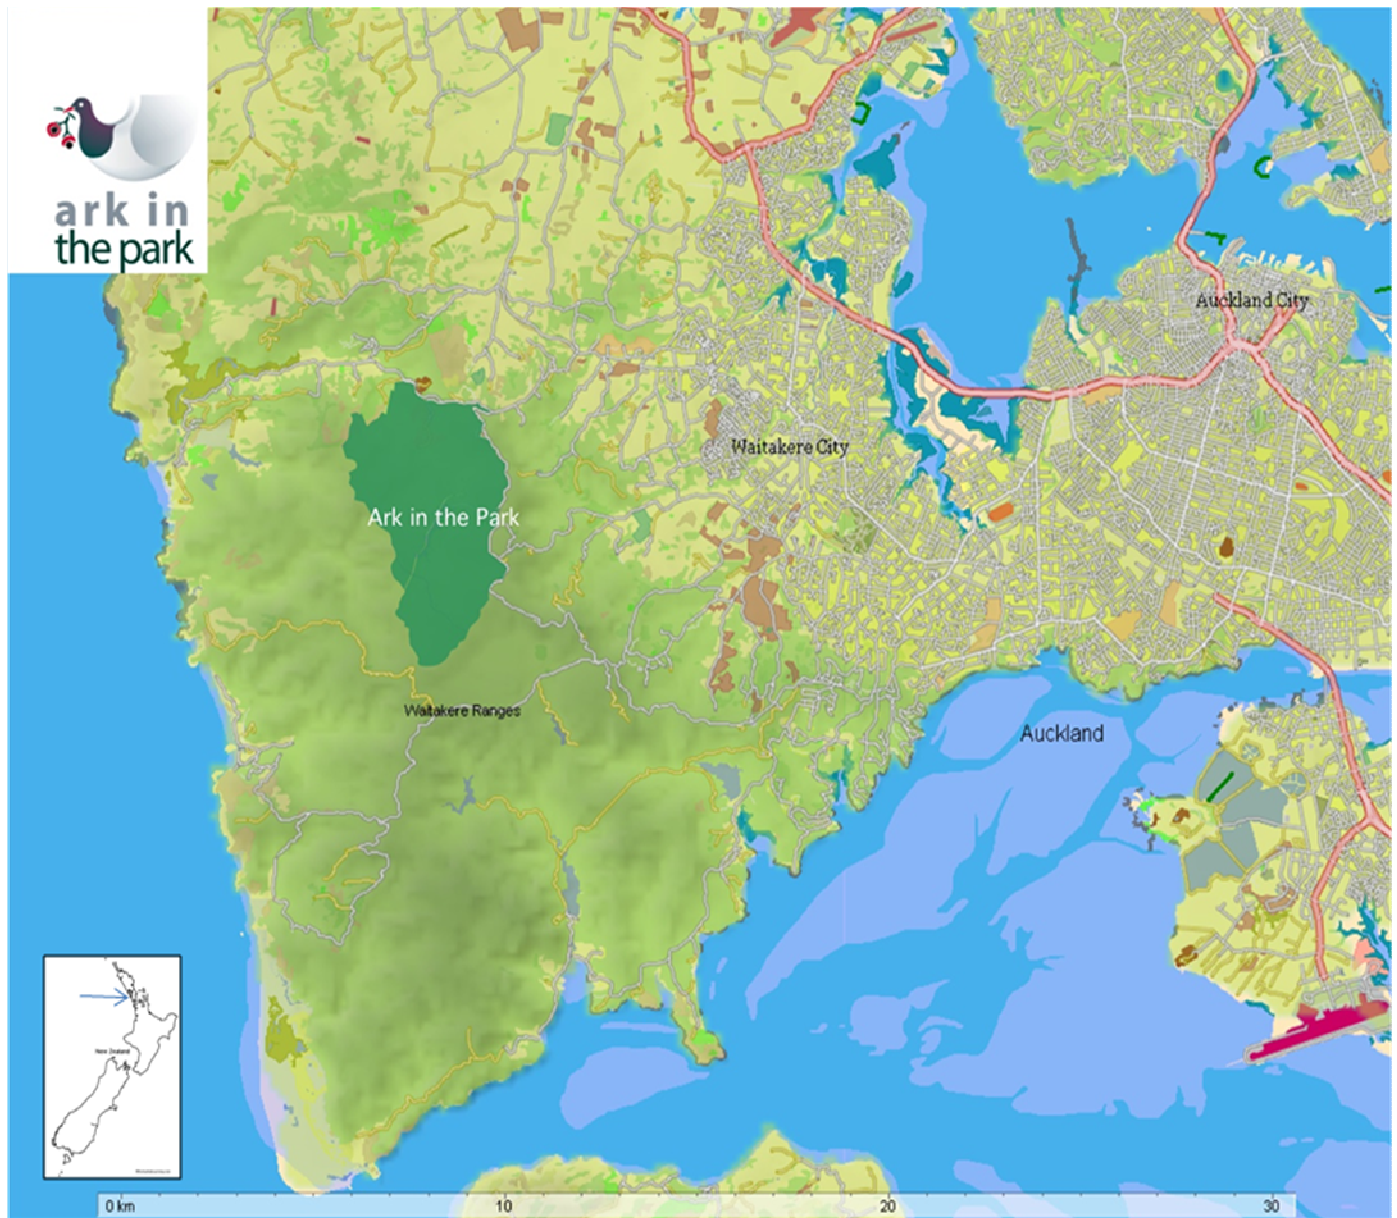 ark in
the park
Auckland City
Waitakere City
Ark in the Park
Waitakere Ranges
Auckland
New Zealand
0 km 10 20 30